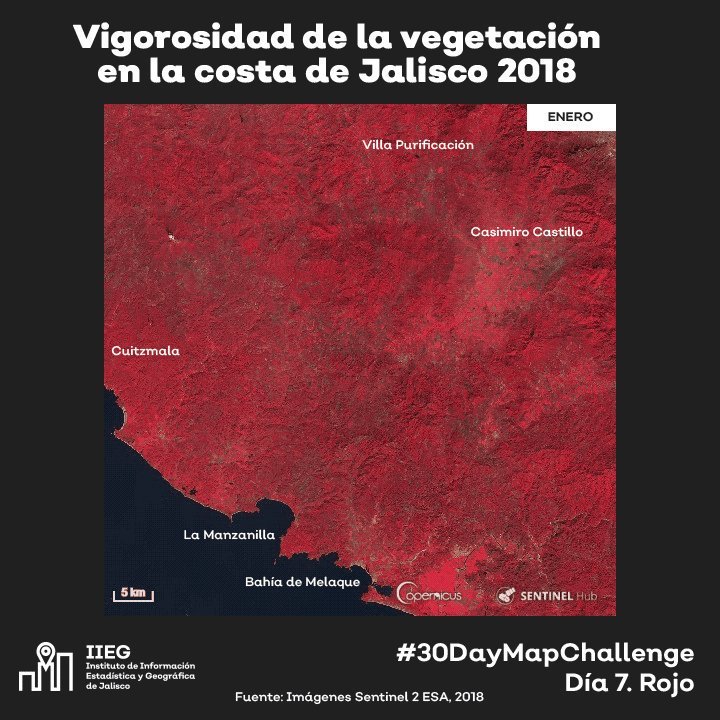 Vigorosidad de la vegetación
en la costa de Jalisco 2018
ENERO
Villa Purificación
Casimiro Castillo
Cuitzmala
La Manzanilla
Bahía de Melaque
5 km
opernicus
SENTINEL Hub
IIEG
Instituto de Información
Estadística y Geográfica
de Jalisco
#30DayMapChallenge
Día 7. Rojo
Fuente: Imágenes Sentinel 2 ESA, 2018